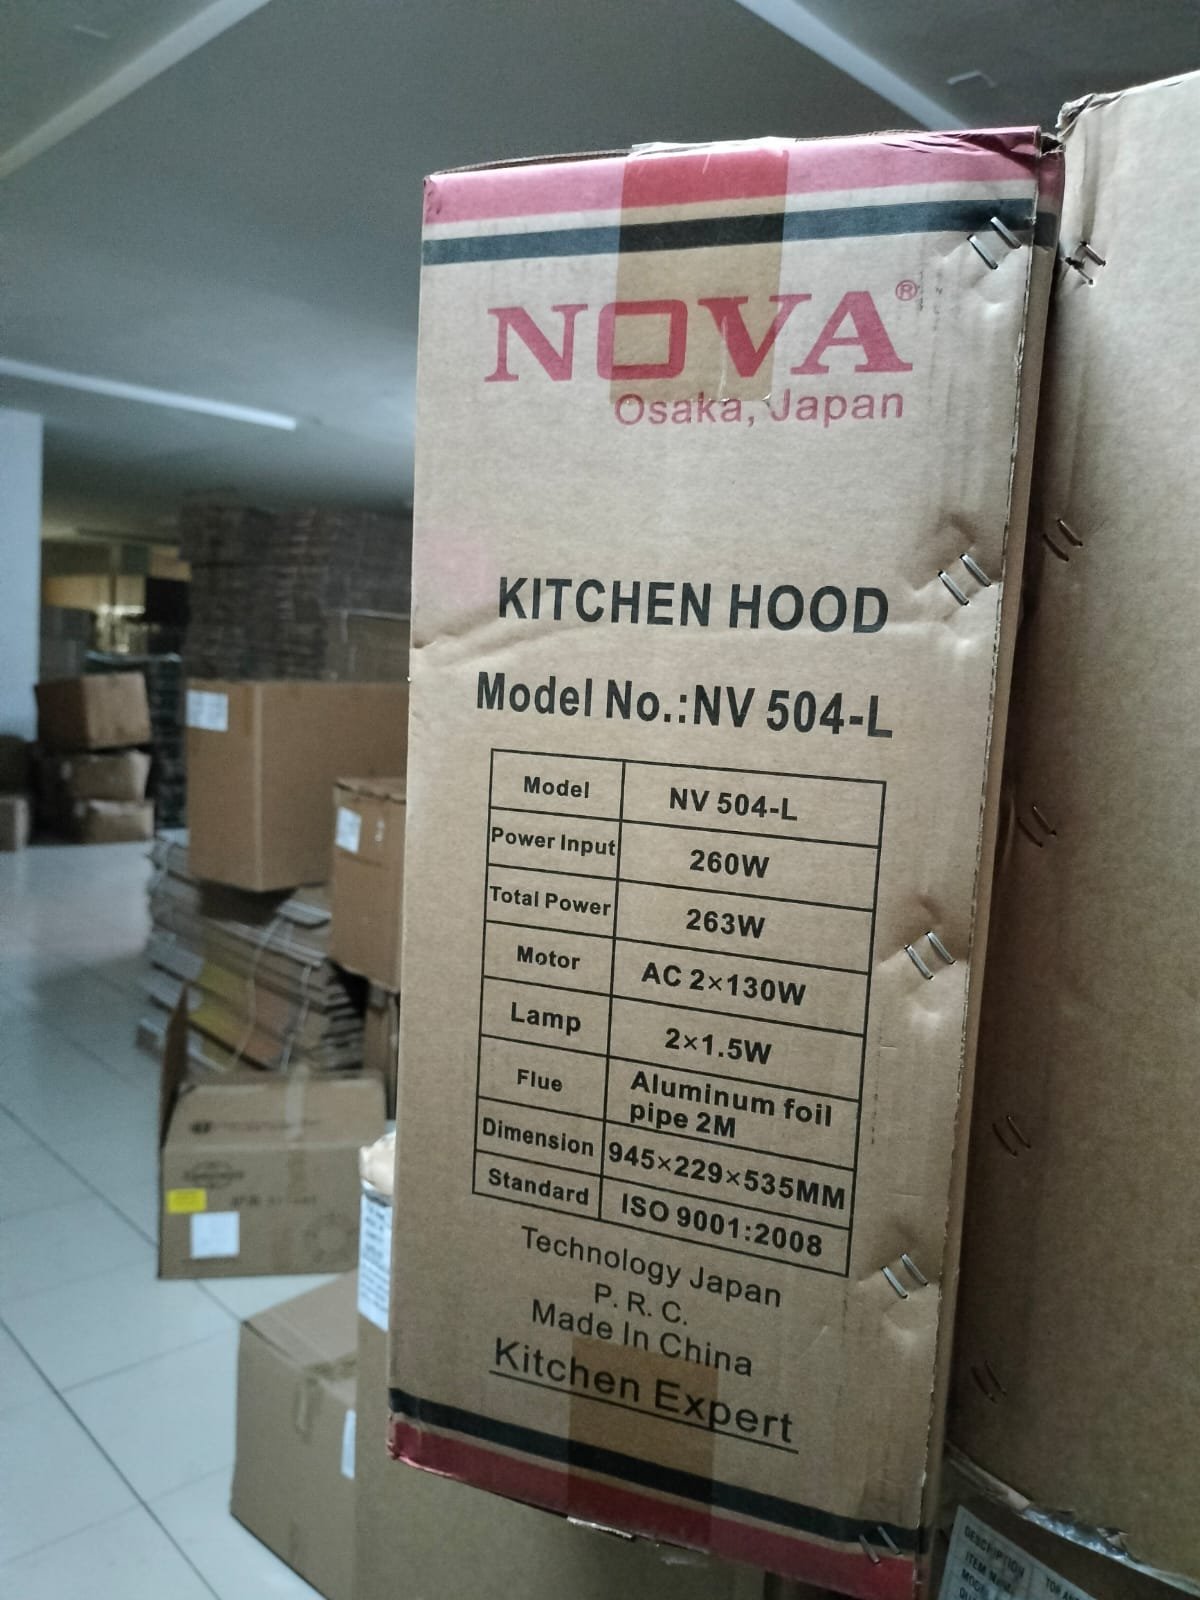 NOVA®
Osaka, Japan
KITCHEN HOOD
Model No.:NV 504-L
Model NV 504-L
Power Input 260W
Total Power 263W
Motor AC 2×130W
Lamp 2×1.5W
Flue Aluminum foil
pipe 2M
Dimension 945×229×535MM
Standard ISO 9001:2008
Technology Japan
P. R. C.
Made In China
Kitchen Expert
DESCRIPTION